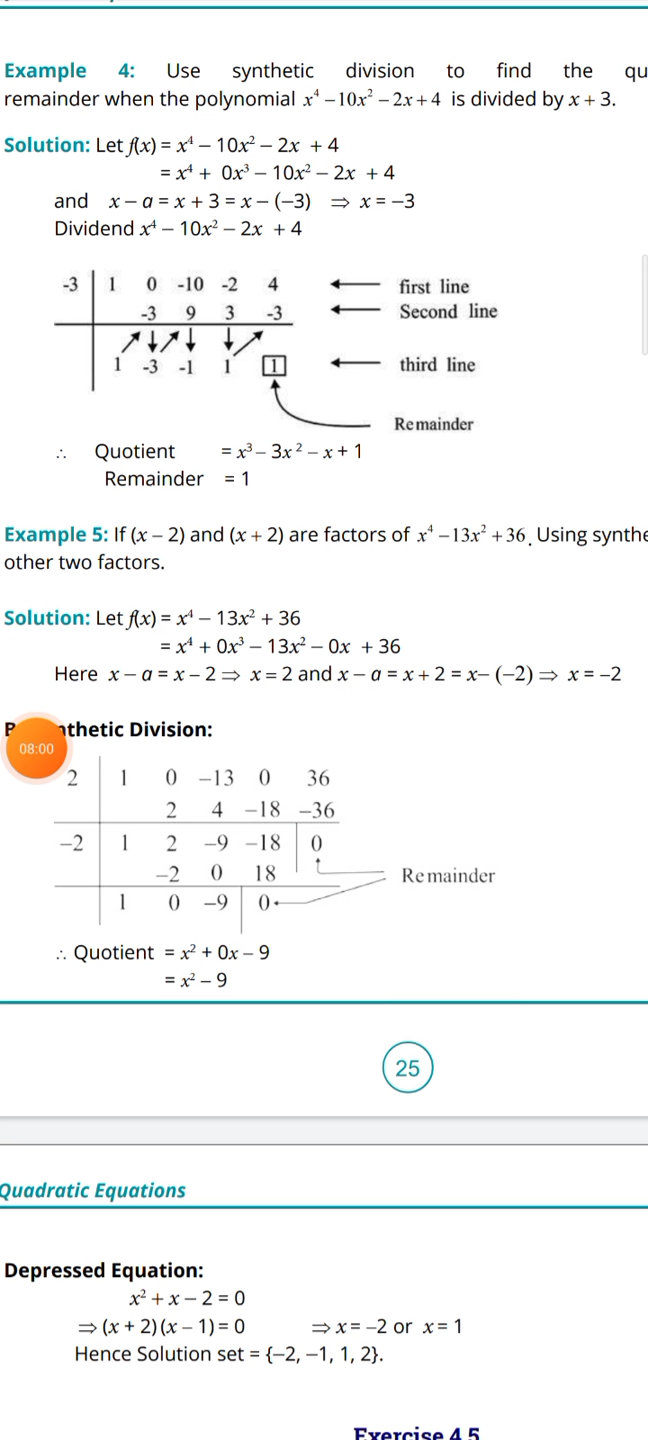 Example 4: Use synthetic division to find the qu
remainder when the polynomial x⁴ – 10x² – 2x + 4 is divided by x + 3.
Solution: Let f(x) = x⁴ – 10x² – 2x + 4
= x⁴ + 0x³ – 10x² – 2x + 4
and x – a = x + 3 = x – (–3) ⇒ x = –3
Dividend x⁴ – 10x² – 2x + 4
-3 1 0 -10 -2 4 first line
-3 9 3 -3 Second line
1 -3 -1 1 1 third line
Remainder
∴ Quotient = x³ – 3x² – x + 1
Remainder = 1
Example 5: If (x – 2) and (x + 2) are factors of x⁴ – 13x² + 36. Using synthe
other two factors.
Solution: Let f(x) = x⁴ – 13x² + 36
= x⁴ + 0x³ – 13x² – 0x + 36
Here x – a = x – 2 ⇒ x = 2 and x – a = x + 2 = x– (–2) ⇒ x = –2
thetic Division:
08:00
2 1 0 –13 0 36
2 4 –18 –36
–2 1 2 –9 –18 0
–2 0 18 Remainder
1 0 –9 0
∴ Quotient = x² + 0x – 9
= x² – 9
25
Quadratic Equations
Depressed Equation:
x² + x – 2 = 0
⇒ (x + 2)(x – 1) = 0 ⇒ x = –2 or x = 1
Hence Solution set = {–2, –1, 1, 2}.
Exercise 4.5